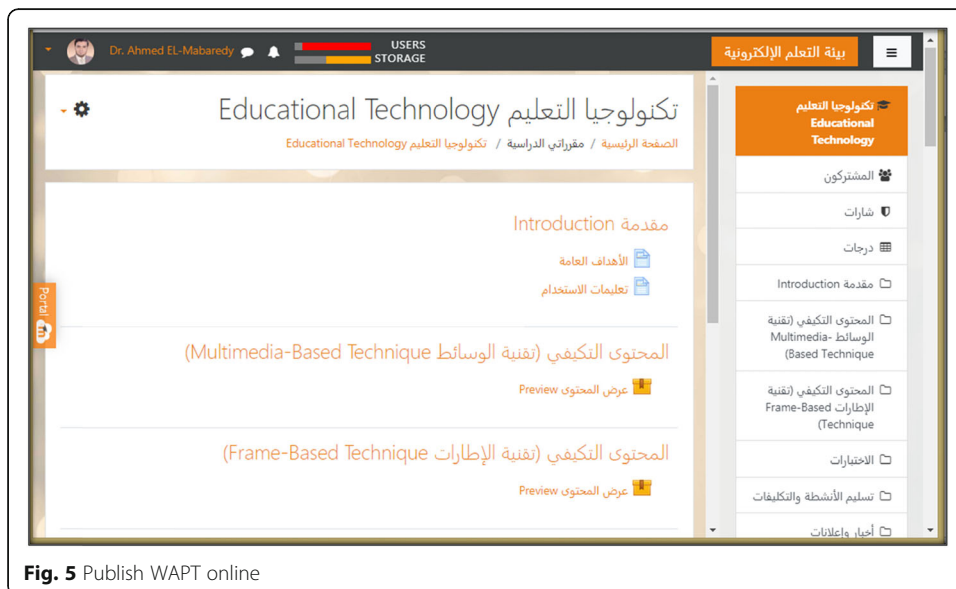 Dr. Ahmed EL-Mabaredy
USERS
STORAGE
بيئة التعلم الإلكترونية
تكنولوجيا التعليم Educational Technology
الصفحة الرئيسية / مقرراتي الدراسية / تكنولوجيا التعليم Educational Technology
مقدمة Introduction
الأهداف العامة
تعليمات الاستخدام
المحتوى التكيفي (تقنية الوسائط Multimedia-Based Technique)
عرض المحتوى Preview
المحتوى التكيفي (تقنية الإطارات Frame-Based Technique)
عرض المحتوى Preview
Portal
تكنولوجيا التعليم
Educational
Technology
المشتركون
شارات
درجات
مقدمة Introduction
المحتوى التكيفي (تقنية
الوسائط Multimedia-
Based Technique)
المحتوى التكيفي (تقنية
الإطارات Frame-Based
Technique)
الاختبارات
تسليم الأنشطة والتكليفات
أخبار وإعلانات
Fig. 5 Publish WAPT online